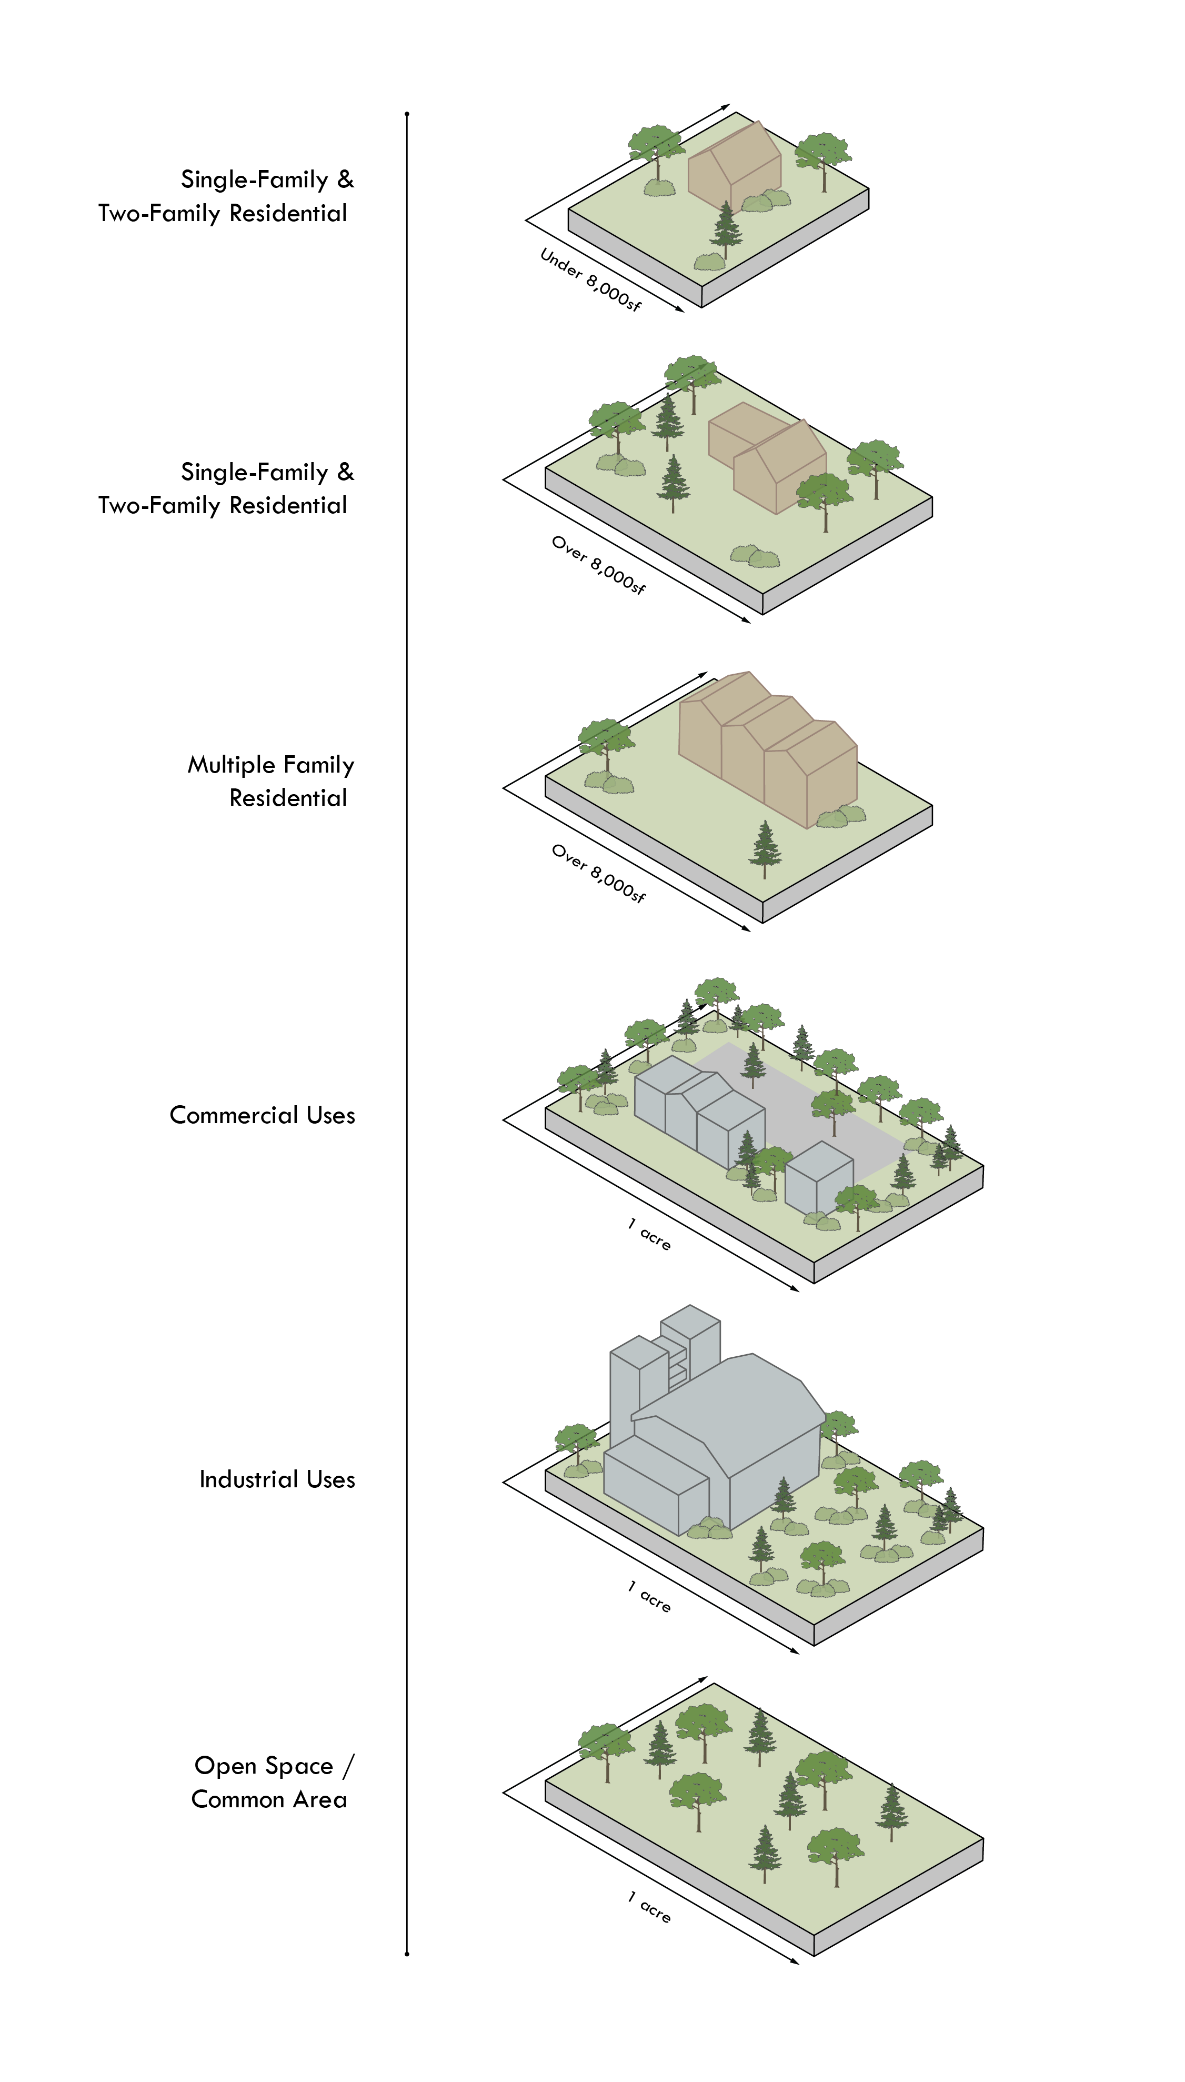 Single-Family &
Two-Family Residential
Under 8,000sf
Single-Family &
Two-Family Residential
Over 8,000sf
Multiple Family
Residential
Over 8,000sf
Commercial Uses
1 acre
Industrial Uses
1 acre
Open Space /
Common Area
1 acre